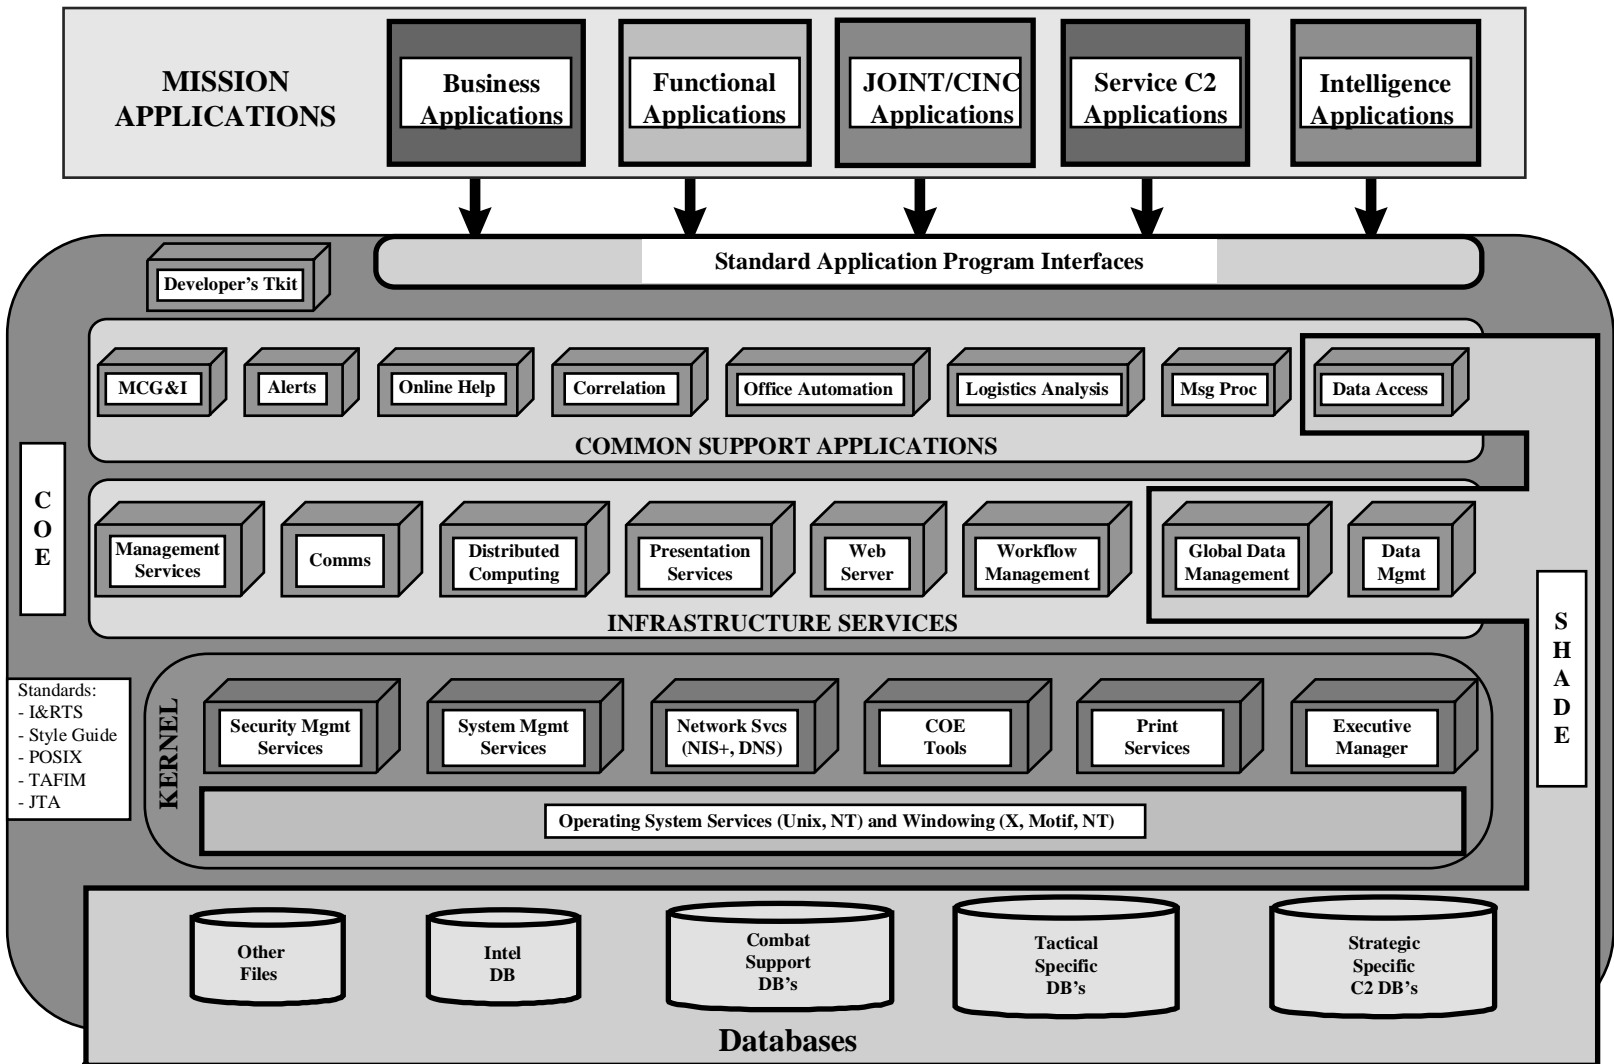 MISSION
APPLICATIONS
Business
Applications
Functional
Applications
JOINT/CINC
Applications
Service C2
Applications
Intelligence
Applications
Standard Application Program Interfaces
Developer's Tkit
MCG&I
Alerts
Online Help
Correlation
Office Automation
Logistics Analysis
Msg Proc
Data Access
COMMON SUPPORT APPLICATIONS
C
O
E
Management
Services
Comms
Distributed
Computing
Presentation
Services
Web
Server
Workflow
Management
Global Data
Management
Data
Mgmt
INFRASTRUCTURE SERVICES
S
H
A
D
E
Standards:
- I&RTS
- Style Guide
- POSIX
- TAFIM
- JTA
KERNEL
Security Mgmt
Services
System Mgmt
Services
Network Svcs
(NIS+, DNS)
COE
Tools
Print
Services
Executive
Manager
Operating System Services (Unix, NT) and Windowing (X, Motif, NT)
Other
Files
Intel
DB
Combat
Support
DB's
Tactical
Specific
DB's
Strategic
Specific
C2 DB's
Databases